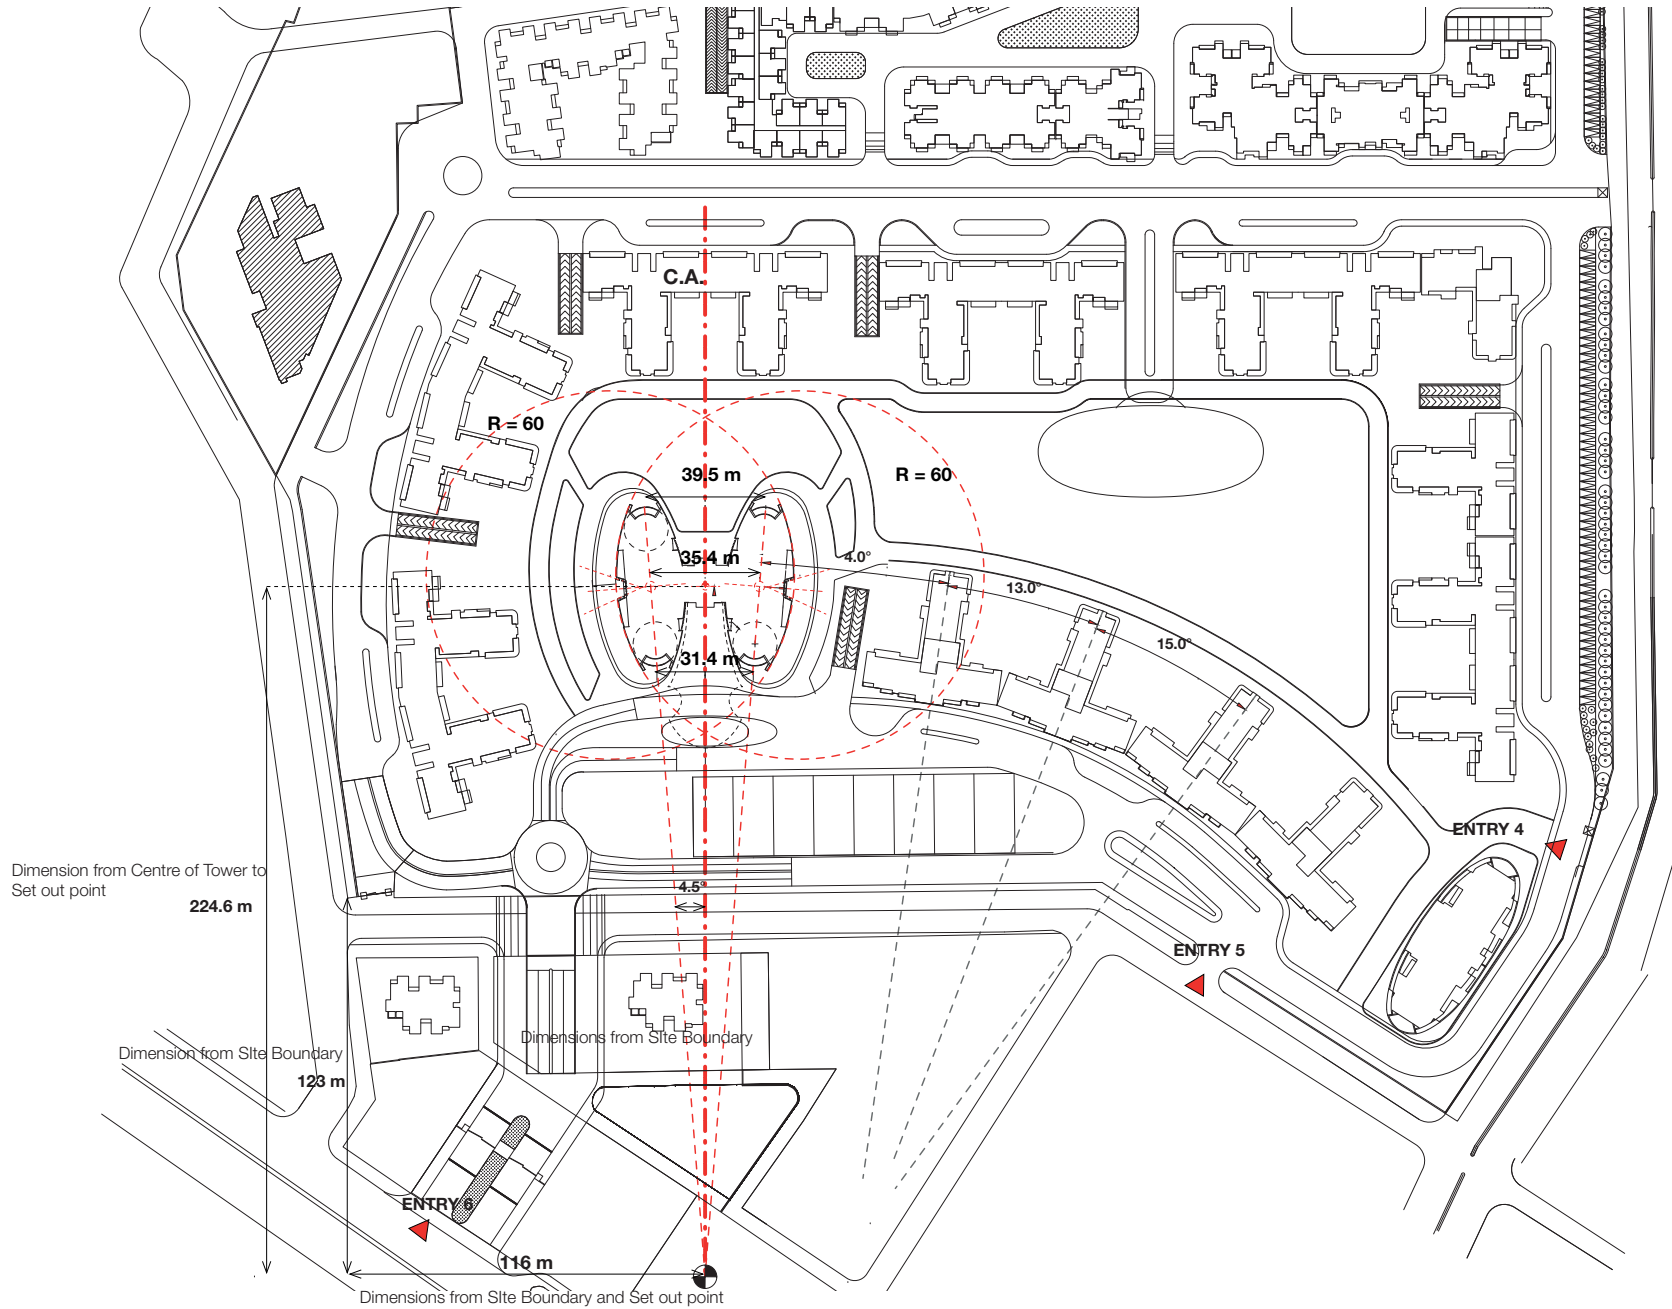 C.A.
R = 60
39.5 m
R = 60
35.4 m
4.0°
13.0°
15.0°
31.4 m
ENTRY 4
Dimension from Centre of Tower to
Set out point
224.6 m
4.5°
ENTRY 5
Dimensions from SIte Boundary
Dimension from SIte Boundary
123 m
ENTRY 6
116 m
Dimensions from SIte Boundary and Set out point